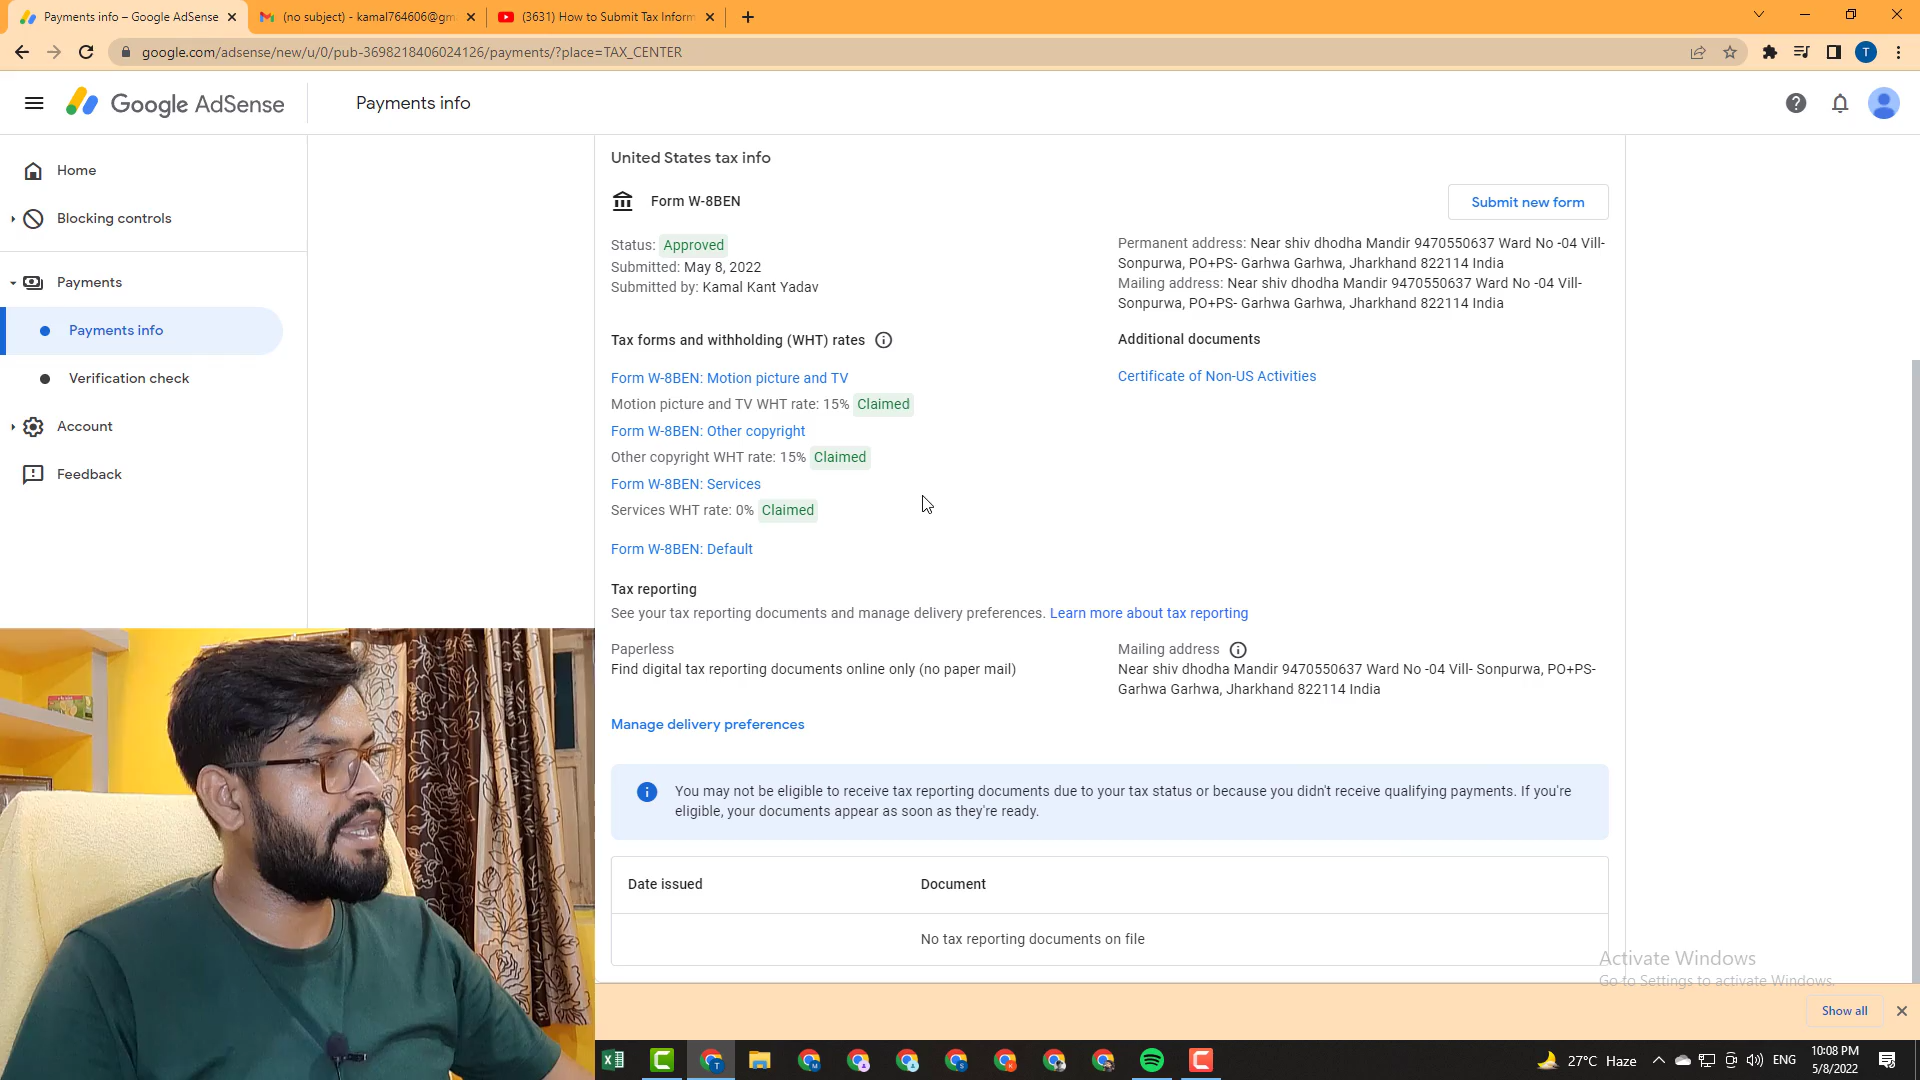 Payments info – Google AdSense
(no subject) - kamal764606@gm
(3631) How to Submit Tax Inform
google.com/adsense/new/u/0/pub-3698218406024126/payments/?place=TAX_CENTER
T
Google AdSense
Payments info
Home
Blocking controls
Payments
Payments info
Verification check
Account
Feedback
United States tax info
Form W-8BEN
Submit new form
Status: Approved
Submitted: May 8, 2022
Submitted by: Kamal Kant Yadav
Permanent address: Near shiv dhodha Mandir 9470550637 Ward No -04 Vill-
Sonpurwa, PO+PS- Garhwa Garhwa, Jharkhand 822114 India
Mailing address: Near shiv dhodha Mandir 9470550637 Ward No -04 Vill-
Sonpurwa, PO+PS- Garhwa Garhwa, Jharkhand 822114 India
Tax forms and withholding (WHT) rates
Form W-8BEN: Motion picture and TV
Motion picture and TV WHT rate: 15% Claimed
Form W-8BEN: Other copyright
Other copyright WHT rate: 15% Claimed
Form W-8BEN: Services
Services WHT rate: 0% Claimed
Form W-8BEN: Default
Additional documents
Certificate of Non-US Activities
Tax reporting
See your tax reporting documents and manage delivery preferences. Learn more about tax reporting
Paperless
Find digital tax reporting documents online only (no paper mail)
Mailing address
Near shiv dhodha Mandir 9470550637 Ward No -04 Vill- Sonpurwa, PO+PS-
Garhwa Garhwa, Jharkhand 822114 India
Manage delivery preferences
You may not be eligible to receive tax reporting documents due to your tax status or because you didn't receive qualifying payments. If you're
eligible, your documents appear as soon as they're ready.
Date issued
Document
No tax reporting documents on file
Activate Windows
Go to Settings to activate Windows.
Show all
27°C Haze
ENG
10:08 PM
5/8/2022